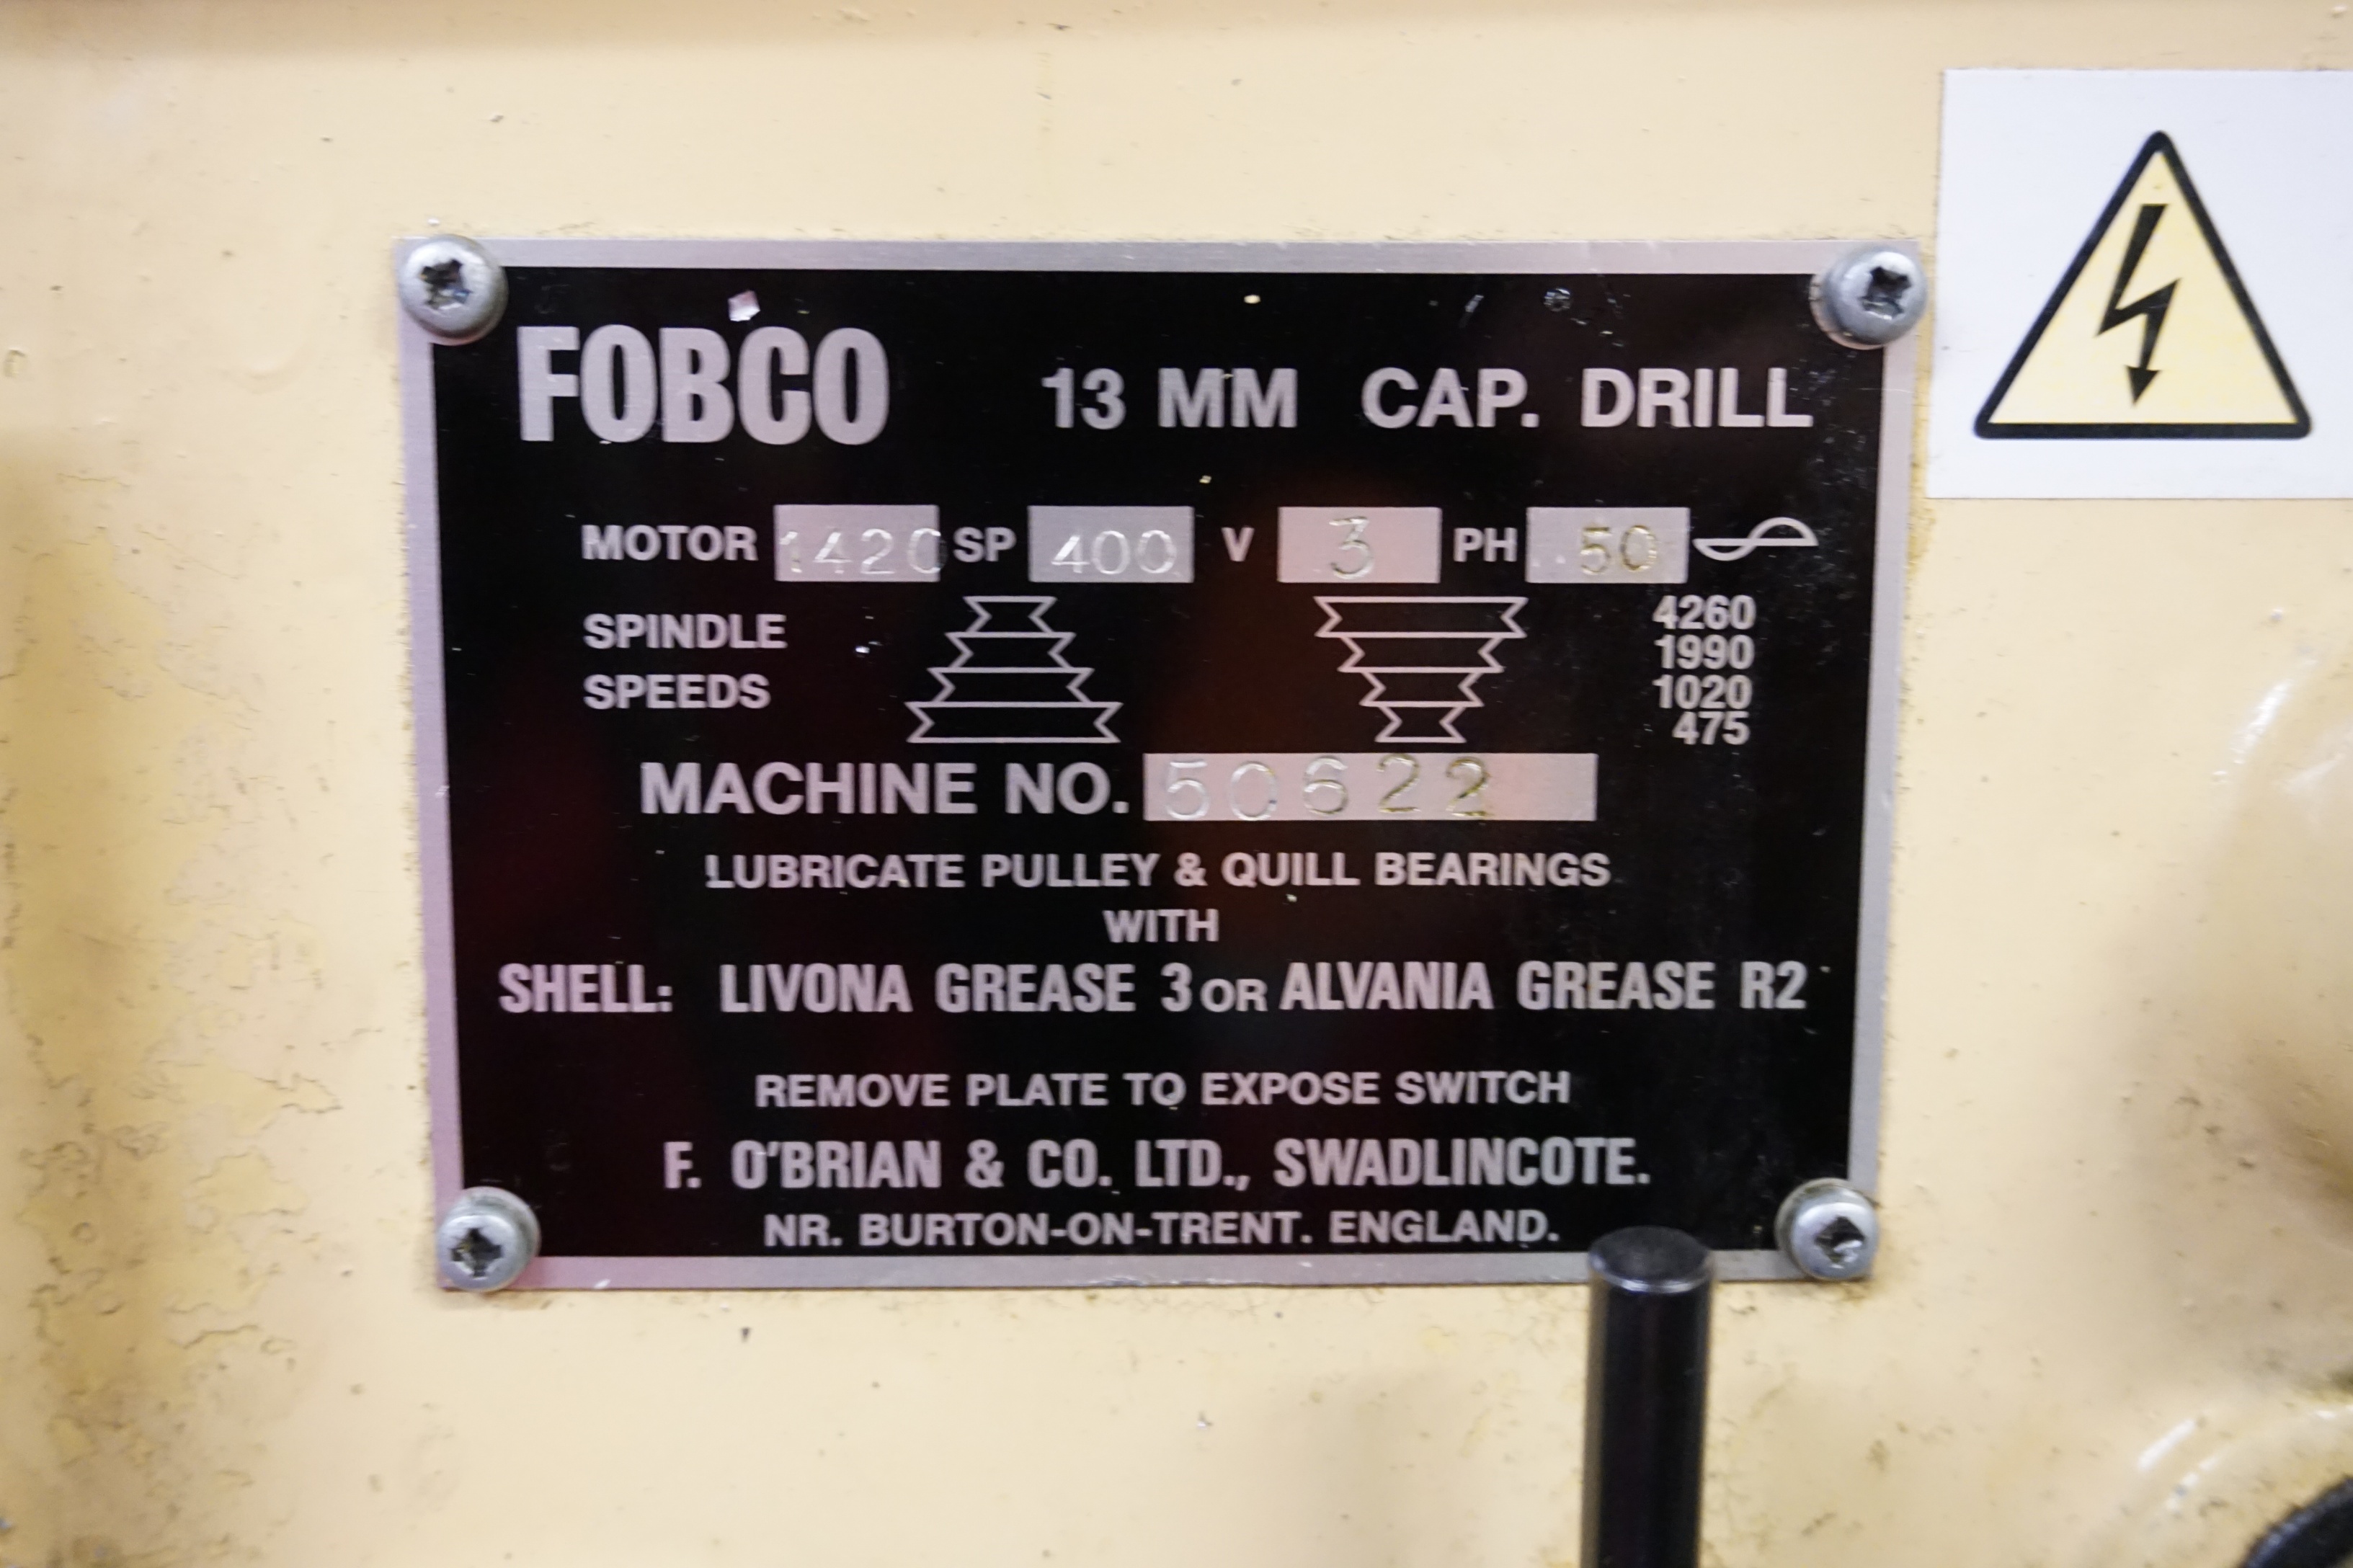 FOBCO 13 MM CAP. DRILL
MOTOR 1420 SP 400 V 3 PH 50
SPINDLE
SPEEDS
4260
1990
1020
475
MACHINE NO. 50622
LUBRICATE PULLEY & QUILL BEARINGS
WITH
SHELL: LIVONA GREASE 3 OR ALVANIA GREASE R2
REMOVE PLATE TO EXPOSE SWITCH
F. O'BRIAN & CO. LTD., SWADLINCOTE.
NR. BURTON-ON-TRENT. ENGLAND.